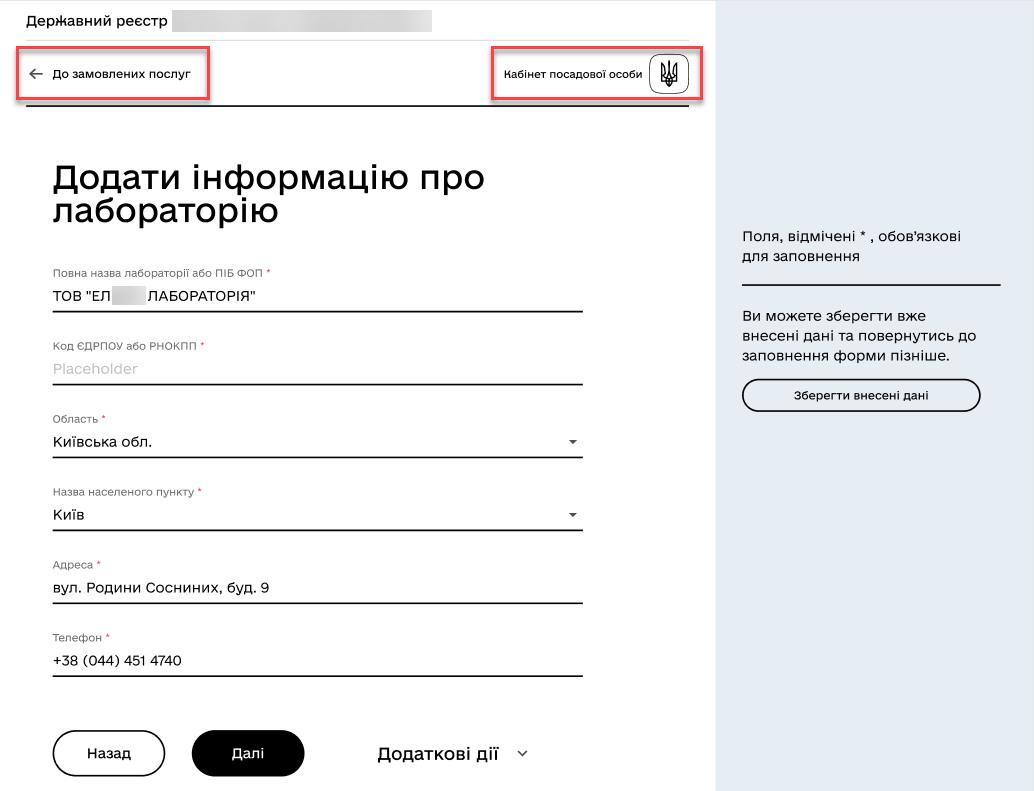 Державний реєстр
До замовлених послуг
Кабінет посадової особи
Додати інформацію про
лабораторію
Повна назва лабораторії або ПІБ ФОП *
ТОВ "ЕЛ ЛАБОРАТОРІЯ"
Код ЄДРПОУ або РНОКПП *
Placeholder
Область *
Київська обл.
Назва населеного пункту *
Київ
Адреса *
вул. Родини Сосниних, буд. 9
Телефон *
+38 (044) 451 4740
Назад
Далі
Додаткові дії
Поля, відмічені * , обов’язкові
для заповнення
Ви можете зберегти вже
внесені дані та повернутись до
заповнення форми пізніше.
Зберегти внесені дані